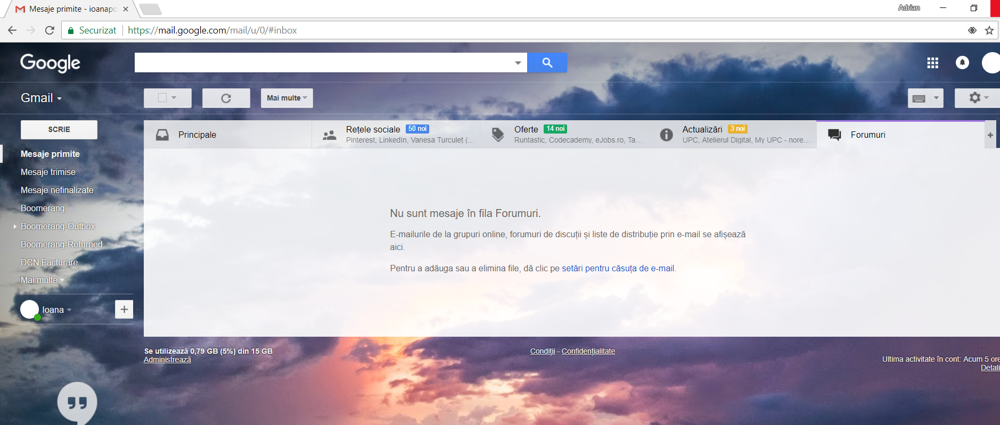 Mesaje primite - ioanapo
Adrian
Securizat
https://mail.google.com/mail/u/0/#inbox
Google
Gmail
Mai multe
SCRIE
Principale
Rețele sociale 50 noi
Pinterest, LinkedIn, Vanesa Turculeț (…
Oferte 14 noi
Runtastic, Codecademy, eJobs.ro, Ta…
Actualizări 3 noi
UPC, Atelierul Digital, My UPC - nore…
Forumuri
+
Mesaje primite
Mesaje trimise
Mesaje nefinalizate
Boomerang
Boomerang-Outbox
Boomerang-Returned
DCN Facturare
Mai multe
Ioana
+
Nu sunt mesaje în fila Forumuri.
E-mailurile de la grupuri online, forumuri de discuții și liste de distribuție prin e-mail se afișează
aici.
Pentru a adăuga sau a elimina file, dă clic pe setări pentru căsuța de e-mail.
Se utilizează 0,79 GB (5%) din 15 GB
Administrează
Condiții - Confidențialitate
Ultima activitate în cont: Acum 5 ore
Detali